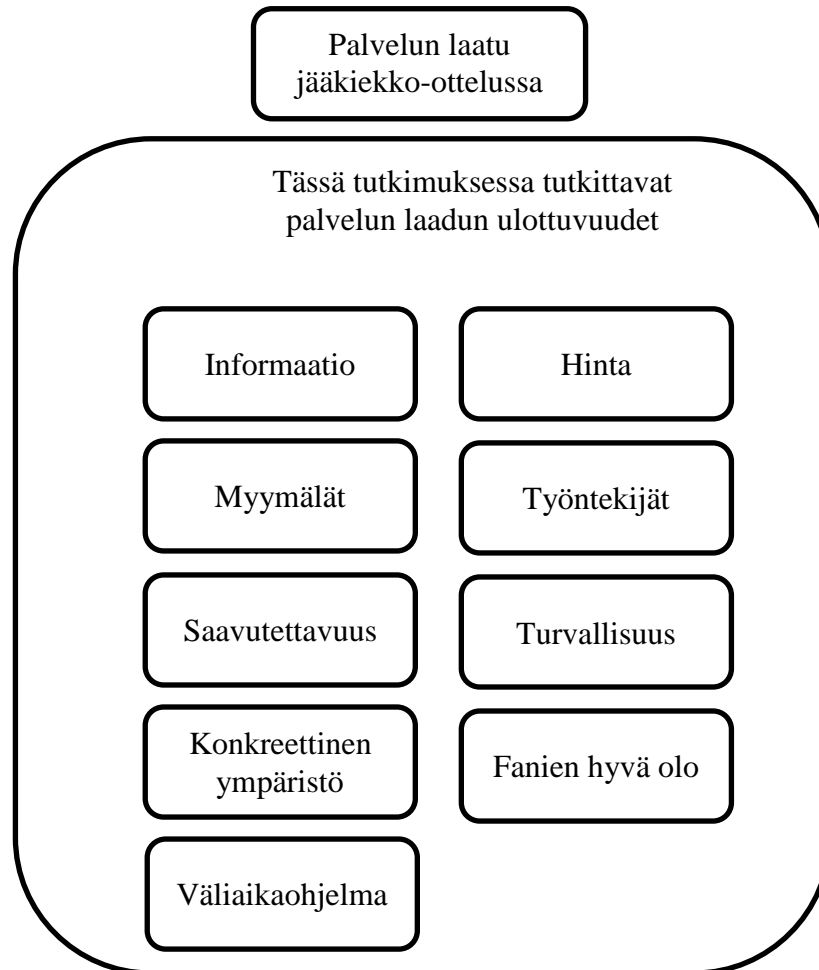 Palvelun laatu
jääkiekko-ottelussa
Tässä tutkimuksessa tutkittavat
palvelun laadun ulottuvuudet
Informaatio
Hinta
Myymälät
Työntekijät
Saavutettavuus
Turvallisuus
Konkreettinen
ympäristö
Fanien hyvä olo
Väliaikaohjelma